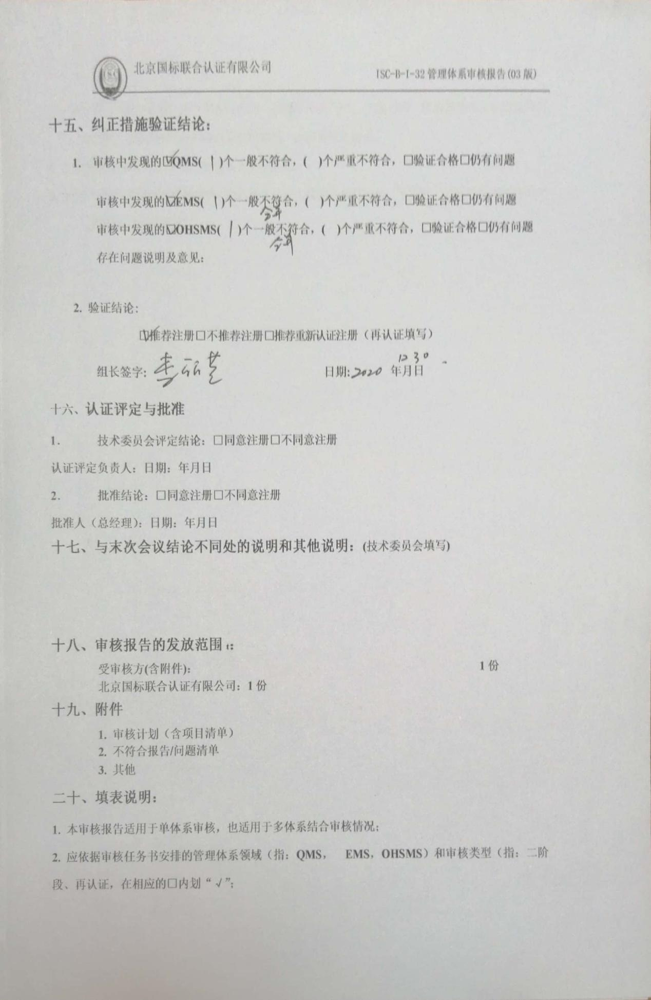 北京国标联合认证有限公司
ISC-B-I-32 管理体系审核报告(03 版)
十五、纠正措施验证结论：
1. 审核中发现的☑QMS( | )个一般不符合，( )个严重不符合，□验证合格□仍有问题
审核中发现的☑EMS( | )个一般不符合，( )个严重不符合，□验证合格□仍有问题
审核中发现的☑OHSMS( | )个一般不符合，( )个严重不符合，□验证合格□仍有问题
存在问题说明及意见：
2. 验证结论：
☑推荐注册□不推荐注册□推荐重新认证注册（再认证填写）
组长签字: 李丽芝 日期: 2020 年12月30日
十六、认证评定与批准
1. 技术委员会评定结论：□同意注册□不同意注册
认证评定负责人：日期：年月日
2. 批准结论：□同意注册□不同意注册
批准人（总经理）：日期：年月日
十七、与末次会议结论不同处的说明和其他说明：(技术委员会填写)
十八、审核报告的发放范围 t：
受审核方(含附件)： 1 份
北京国标联合认证有限公司：1 份
十九、附件
1. 审核计划（含项目清单）
2. 不符合报告/问题清单
3. 其他
二十、填表说明：
1. 本审核报告适用于单体系审核，也适用于多体系结合审核情况；
2. 应依据审核任务书安排的管理体系领域（指：QMS， EMS，OHSMS）和审核类型（指：二阶
段、再认证，在相应的□内划“√”；